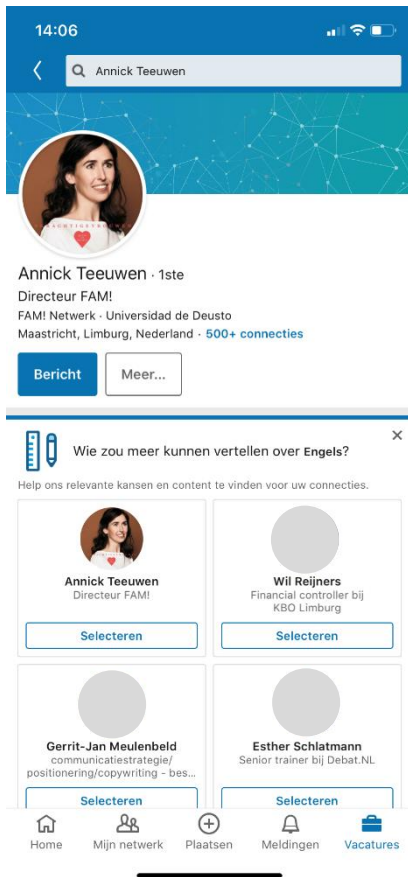 14:06
Annick Teeuwen
Annick Teeuwen · 1ste
Directeur FAM!
FAM! Netwerk · Universidad de Deusto
Maastricht, Limburg, Nederland · 500+ connecties
Bericht
Meer...
Wie zou meer kunnen vertellen over Engels?
Help ons relevante kansen en content te vinden voor uw connecties.
Annick Teeuwen
Directeur FAM!
Selecteren
Wil Reijners
Financial controller bij
KBO Limburg
Selecteren
Gerrit-Jan Meulenbeld
communicatiestrategie/
positionering/copywriting - bes...
Selecteren
Esther Schlatmann
Senior trainer bij Debat.NL
Selecteren
Home
Mijn netwerk
Plaatsen
Meldingen
Vacatures